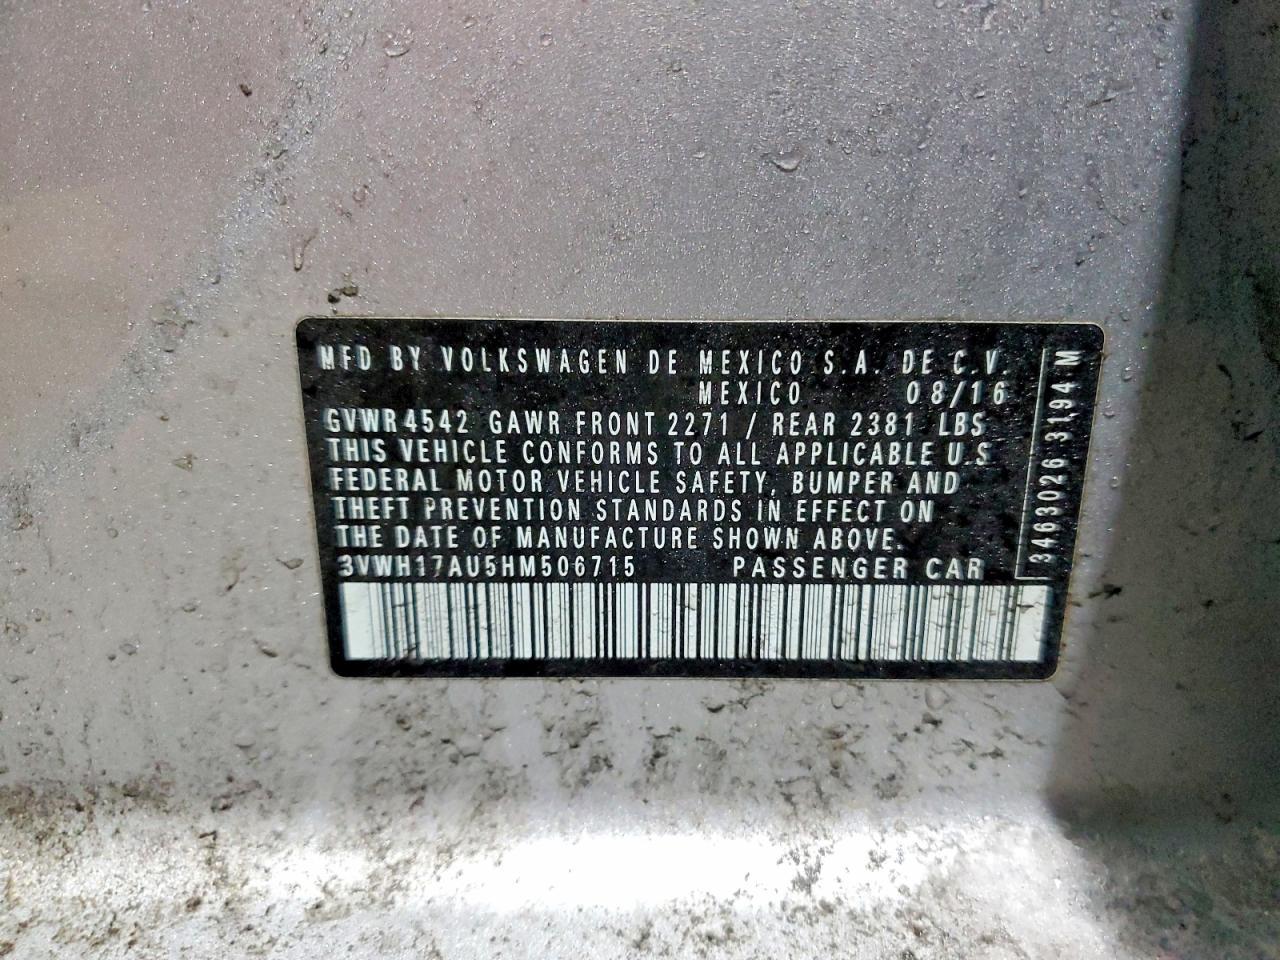 MFD BY VOLKSWAGEN DE MEXICO S.A. DE C.V.
MEXICO 08/16
GVWR 4542 GAWR FRONT 2271 / REAR 2381 LBS
THIS VEHICLE CONFORMS TO ALL APPLICABLE U.S
FEDERAL MOTOR VEHICLE SAFETY, BUMPER AND
THEFT PREVENTION STANDARDS IN EFFECT ON
THE DATE OF MANUFACTURE SHOWN ABOVE.
3VWH17AU5HM506715 PASSENGER CAR
3463026 3194 M